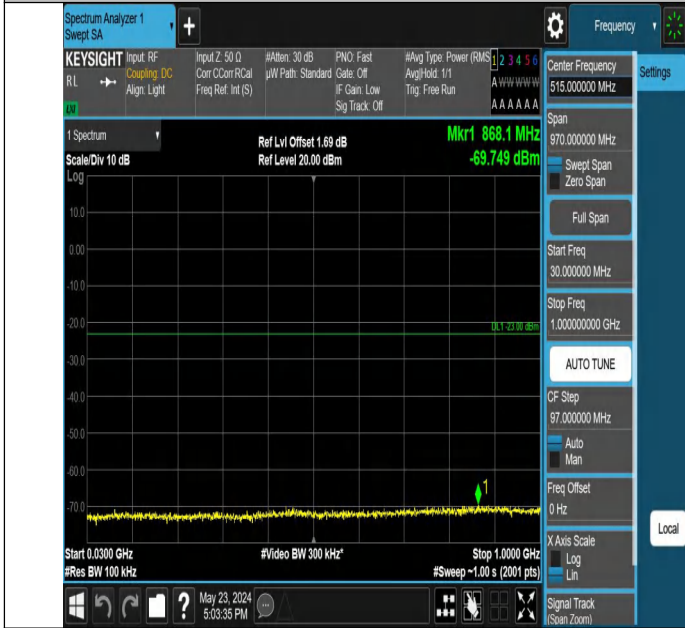 Spectrum Analyzer 1
Swept SA
+
Frequency
KEYSIGHT
RL
Input: RF
Coupling: DC
Align: Light
Input Z: 50 Ω
Corr CCorr RCal
Freq Ref: Int (S)
#Atten: 30 dB
µW Path: Standard
PNO: Fast
Gate: Off
IF Gain: Low
Sig Track: Off
#Avg Type: Power (RMS
Avg|Hold: 1/1
Trig: Free Run
1 2 3 4 5 6
A W W W W W
A A A A A A
1 Spectrum
Scale/Div 10 dB
Log
Ref Lvl Offset 1.69 dB
Ref Level 20.00 dBm
Mkr1 868.1 MHz
-69.749 dBm
10.0
0.00
-10.0
-20.0
DL1 -23.00 dBm
-30.0
-40.0
-50.0
-60.0
-70.0
1
Start 0.0300 GHz
#Res BW 100 kHz
#Video BW 300 kHz*
Stop 1.0000 GHz
#Sweep ~1.00 s (2001 pts)
Center Frequency
515.000000 MHz
Settings
Span
970.000000 MHz
Swept Span
Zero Span
Full Span
Start Freq
30.000000 MHz
Stop Freq
1.000000000 GHz
AUTO TUNE
CF Step
97.000000 MHz
Auto
Man
Freq Offset
0 Hz
X Axis Scale
Log
Lin
Local
Signal Track
(Span Zoom)
?
May 23, 2024
5:03:35 PM